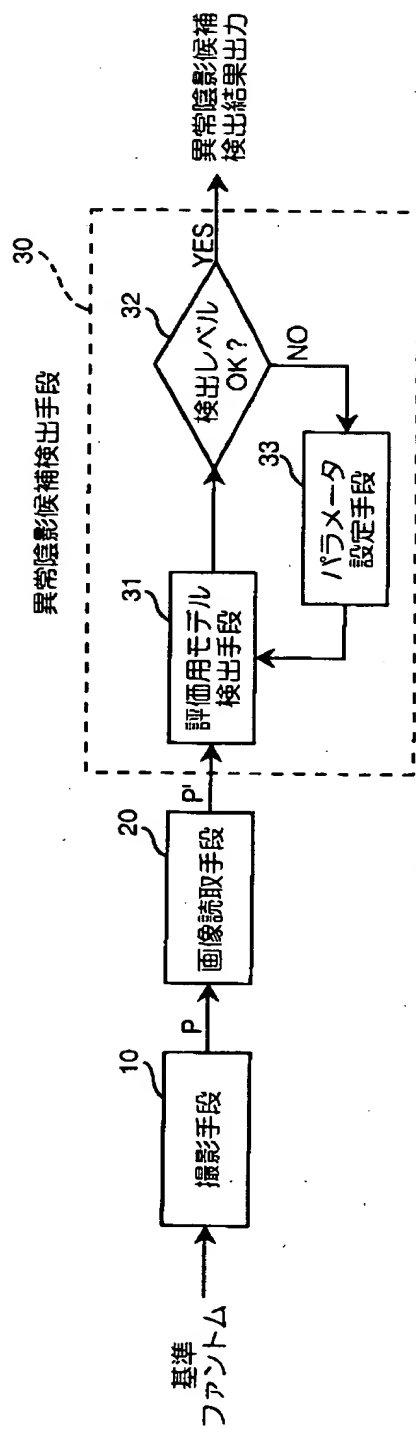 基準
ファントム
10
撮影手段
P
20
画像読取手段
P'
異常陰影候補検出手段
30
31
評価用モデル
検出手段
32
検出レベル
OK?
YES
NO
33
パラメータ
設定手段
異常陰影候補
検出結果出力